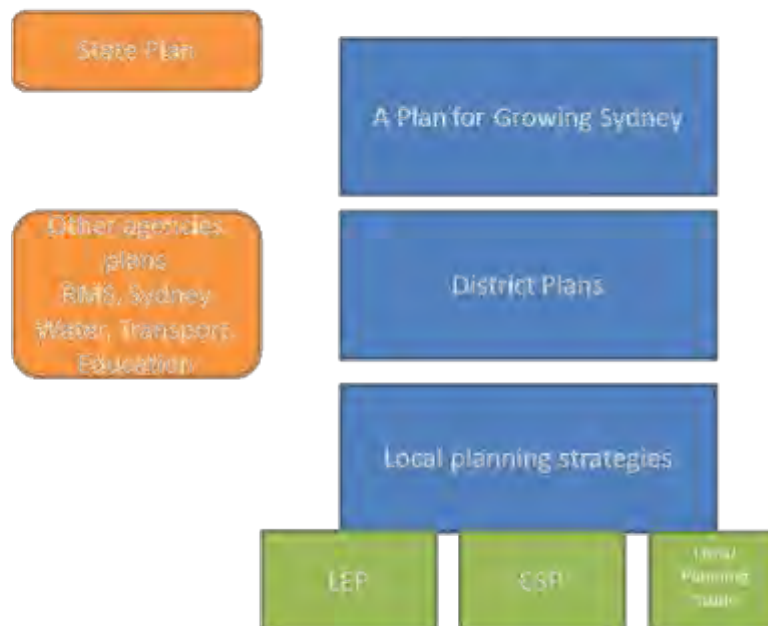 State Plan
A Plan for Growing Sydney
Other agencies
plans
RMS, Sydney
Water, Transport,
Education
District Plans
Local planning strategies
LEP
CSP
Planning